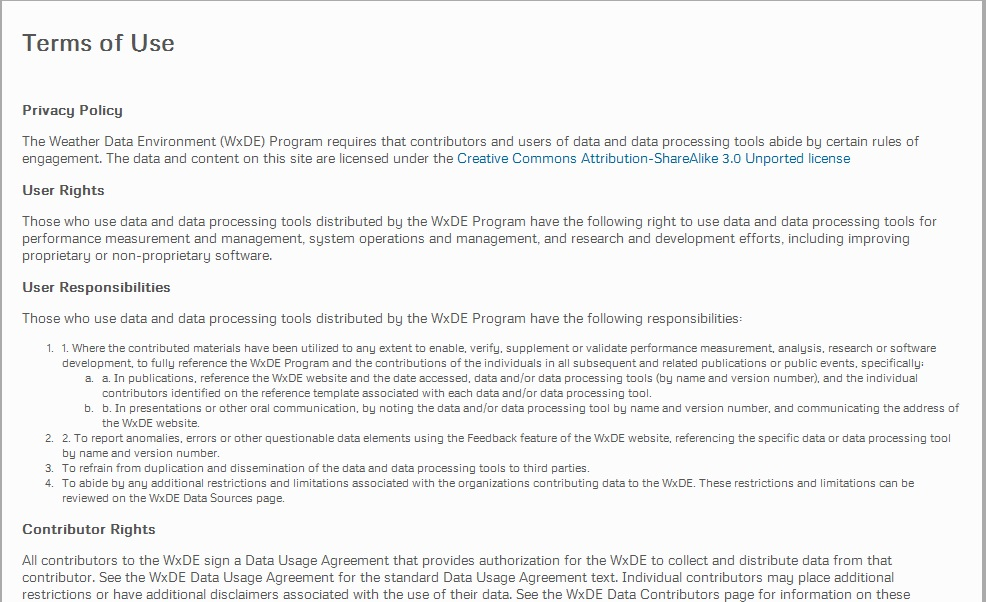 Terms of Use
Privacy Policy
The Weather Data Environment (WxDE) Program requires that contributors and users of data and data processing tools abide by certain rules of
engagement. The data and content on this site are licensed under the Creative Commons Attribution-ShareAlike 3.0 Unported license
User Rights
Those who use data and data processing tools distributed by the WxDE Program have the following right to use data and data processing tools for
performance measurement and management, system operations and management, and research and development efforts, including improving
proprietary or non-proprietary software.
User Responsibilities
Those who use data and data processing tools distributed by the WxDE Program have the following responsibilities:
1. 1. Where the contributed materials have been utilized to any extent to enable, verify, supplement or validate performance measurement, analysis, research or software
development, to fully reference the WxDE Program and the contributions of the individuals in all subsequent and related publications or public events, specifically:
a. a. In publications, reference the WxDE website and the date accessed, data and/or data processing tools (by name and version number), and the individual
contributors identified on the reference template associated with each data and/or data processing tool.
b. b. In presentations or other oral communication, by noting the data and/or data processing tool by name and version number, and communicating the address of
the WxDE website.
2. 2. To report anomalies, errors or other questionable data elements using the Feedback feature of the WxDE website, referencing the specific data or data processing tool
by name and version number.
3. To refrain from duplication and dissemination of the data and data processing tools to third parties.
4. To abide by any additional restrictions and limitations associated with the organizations contributing data to the WxDE. These restrictions and limitations can be
reviewed on the WxDE Data Sources page.
Contributor Rights
All contributors to the WxDE sign a Data Usage Agreement that provides authorization for the WxDE to collect and distribute data from that
contributor. See the WxDE Data Usage Agreement for the standard Data Usage Agreement text. Individual contributors may place additional
restrictions or have additional disclaimers associated with the use of their data. See the WxDE Data Contributors page for information on these